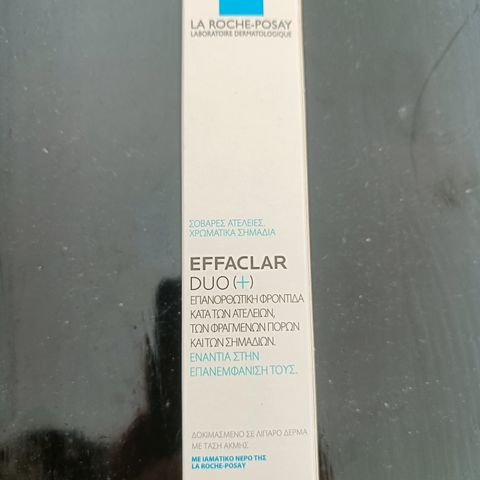 LA ROCHE-POSAY
LABORATOIRE DERMATOLOGIQUE
ΣΟΒΑΡΕΣ ΑΤΕΛΕΙΕΣ,
ΧΡΩΜΑΤΙΚΑ ΣΗΜΑΔΙΑ
EFFACLAR
DUO (+)
ΕΠΑΝΟΡΘΩΤΙΚΗ ΦΡΟΝΤΙΔΑ
ΚΑΤΑ ΤΩΝ ΑΤΕΛΕΙΩΝ,
ΤΩΝ ΦΡΑΓΜΕΝΩΝ ΠΟΡΩΝ
ΚΑΙ ΤΩΝ ΣΗΜΑΔΙΩΝ.
ΕΝΑΝΤΙΑ ΣΤΗΝ
ΕΠΑΝΕΜΦΑΝΙΣΗ ΤΟΥΣ.
ΔΟΚΙΜΑΣΜΕΝΟ ΣΕ ΛΙΠΑΡΟ ΔΕΡΜΑ
ΜΕ ΤΑΣΗ ΑΚΜΗΣ
ΜΕ ΙΑΜΑΤΙΚΟ ΝΕΡΟ ΤΗΣ
LA ROCHE-POSAY